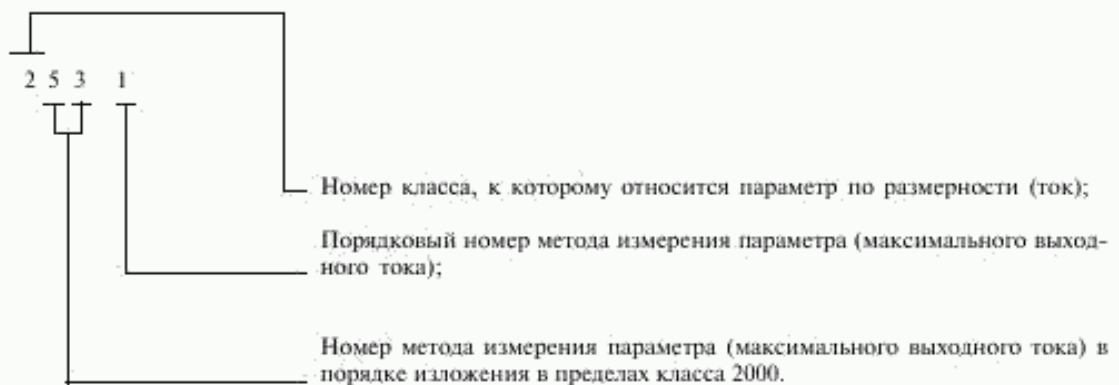 2 5 3 1
Номер класса, к которому относится параметр по размерности (ток);
Порядковый номер метода измерения параметра (максимального выход-
ного тока);
Номер метода измерения параметра (максимального выходного тока) в
порядке изложения в пределах класса 2000.